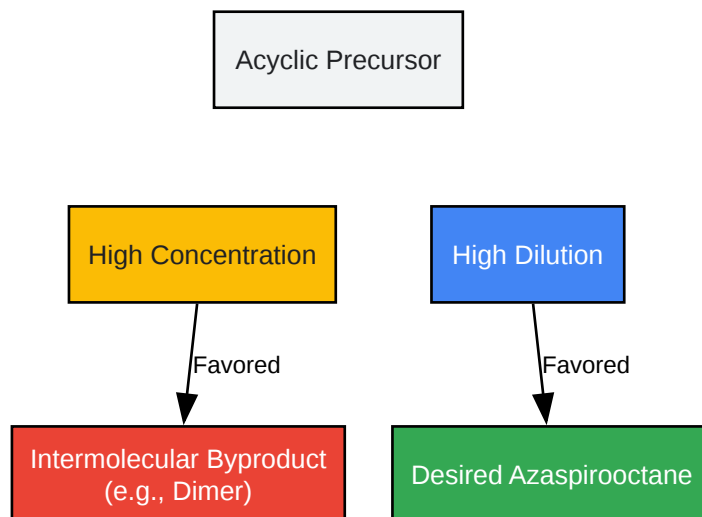 Acyclic Precursor
High Concentration
High Dilution
Favored
Favored
Intermolecular Byproduct
(e.g., Dimer)
Desired Azaspirooctane